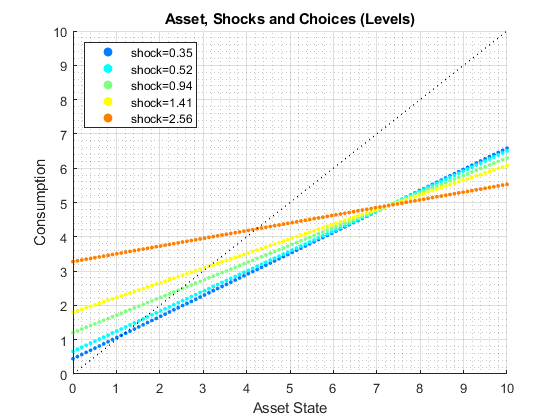 Asset, Shocks and Choices (Levels)
10
9
8
7
6
5
4
3
2
1
0
Consumption
shock=0.35
shock=0.52
shock=0.94
shock=1.41
shock=2.56
0 1 2 3 4 5 6 7 8 9 10
Asset State